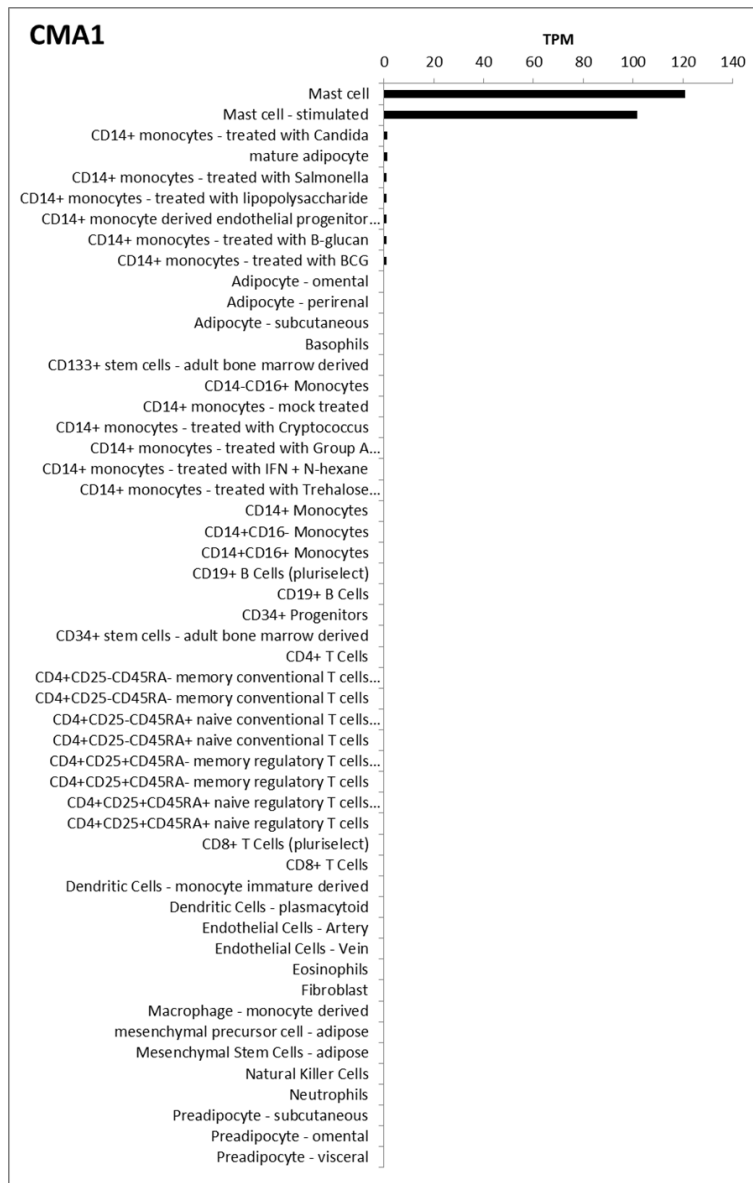 CMA1
TPM
0 20 40 60 80 100 120 140
Mast cell
Mast cell - stimulated
CD14+ monocytes - treated with Candida
mature adipocyte
CD14+ monocytes - treated with Salmonella
CD14+ monocytes - treated with lipopolysaccharide
CD14+ monocyte derived endothelial progenitor...
CD14+ monocytes - treated with B-glucan
CD14+ monocytes - treated with BCG
Adipocyte - omental
Adipocyte - perirenal
Adipocyte - subcutaneous
Basophils
CD133+ stem cells - adult bone marrow derived
CD14-CD16+ Monocytes
CD14+ monocytes - mock treated
CD14+ monocytes - treated with Cryptococcus
CD14+ monocytes - treated with Group A...
CD14+ monocytes - treated with IFN + N-hexane
CD14+ monocytes - treated with Trehalose...
CD14+ Monocytes
CD14+CD16- Monocytes
CD14+CD16+ Monocytes
CD19+ B Cells (pluriselect)
CD19+ B Cells
CD34+ Progenitors
CD34+ stem cells - adult bone marrow derived
CD4+ T Cells
CD4+CD25-CD45RA- memory conventional T cells...
CD4+CD25-CD45RA- memory conventional T cells
CD4+CD25-CD45RA+ naive conventional T cells...
CD4+CD25-CD45RA+ naive conventional T cells
CD4+CD25+CD45RA- memory regulatory T cells...
CD4+CD25+CD45RA- memory regulatory T cells
CD4+CD25+CD45RA+ naive regulatory T cells...
CD4+CD25+CD45RA+ naive regulatory T cells
CD8+ T Cells (pluriselect)
CD8+ T Cells
Dendritic Cells - monocyte immature derived
Dendritic Cells - plasmacytoid
Endothelial Cells - Artery
Endothelial Cells - Vein
Eosinophils
Fibroblast
Macrophage - monocyte derived
mesenchymal precursor cell - adipose
Mesenchymal Stem Cells - adipose
Natural Killer Cells
Neutrophils
Preadipocyte - subcutaneous
Preadipocyte - omental
Preadipocyte - visceral